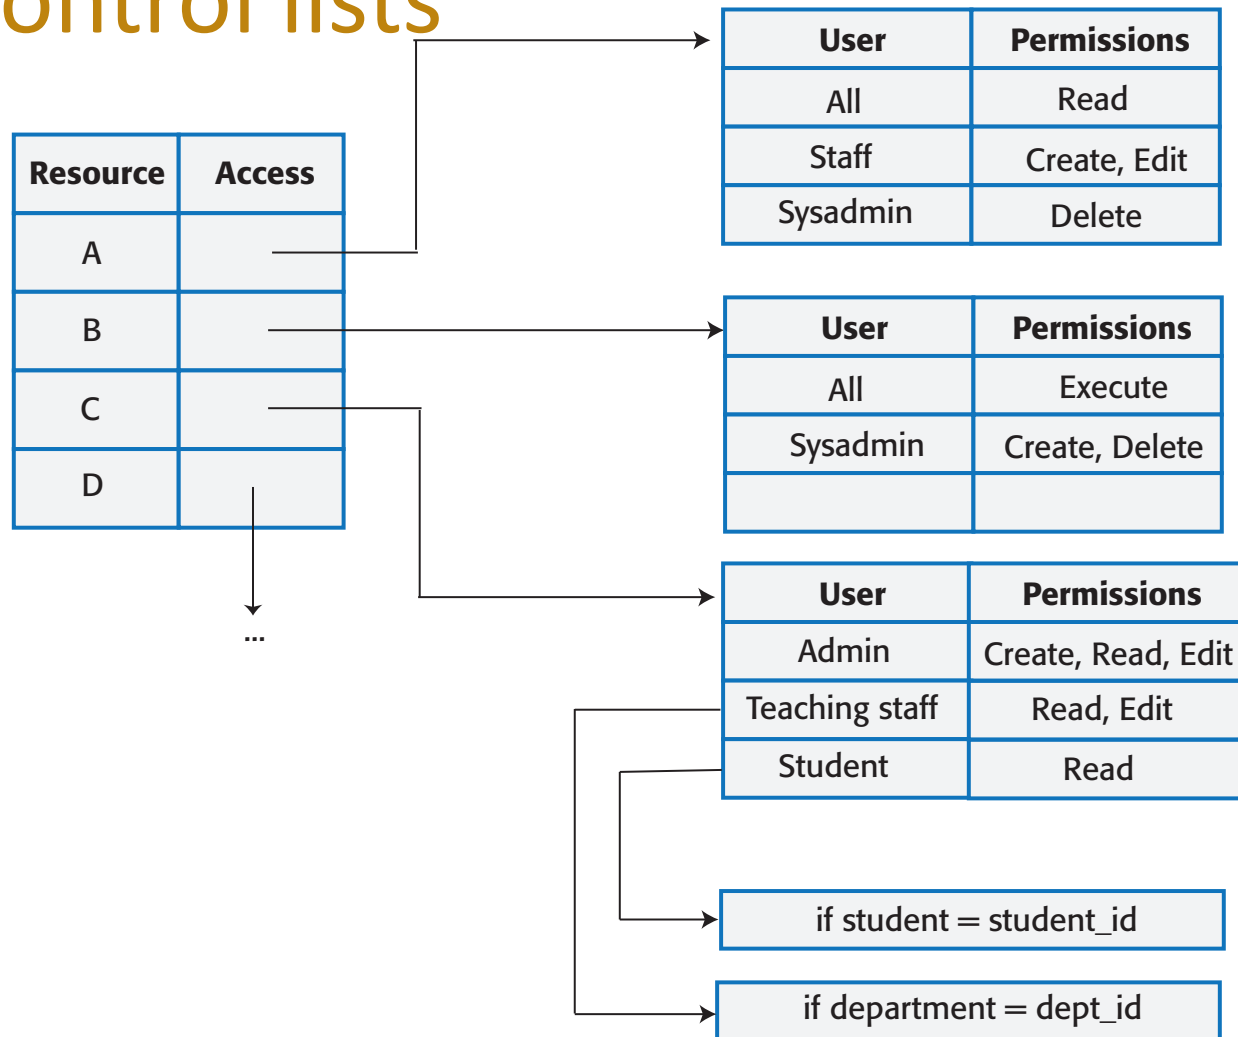 ontrol lists
Resource Access
A
B
C
D
...
User Permissions
All Read
Staff Create, Edit
Sysadmin Delete
User Permissions
All Execute
Sysadmin Create, Delete
User Permissions
Admin Create, Read, Edit
Teaching staff Read, Edit
Student Read
if student = student_id
if department = dept_id